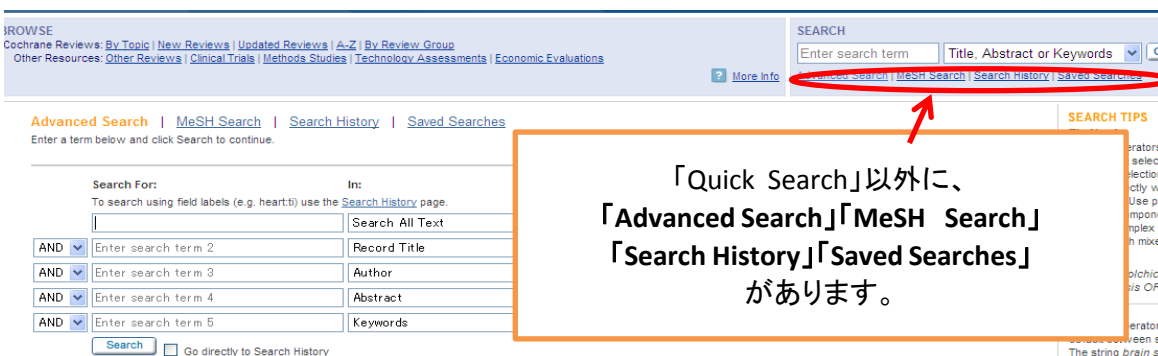 BROWSE
Cochrane Reviews: By Topic | New Reviews | Updated Reviews | A-Z | By Review Group
Other Resources: Other Reviews | Clinical Trials | Methods Studies | Technology Assessments | Economic Evaluations
? More Info
SEARCH
Enter search term Title, Abstract or Keywords
Advanced Search | MeSH Search | Search History | Saved Searches
Advanced Search | MeSH Search | Search History | Saved Searches
Enter a term below and click Search to continue.
Search For: In:
To search using field labels (e.g. heart:ti) use the Search History page.
Search All Text
AND Enter search term 2 Record Title
AND Enter search term 3 Author
AND Enter search term 4 Abstract
AND Enter search term 5 Keywords
Search Go directly to Search History
「Quick Search」以外に、
「Advanced Search」「MeSH Search」
「Search History」「Saved Searches」
があります。
SEARCH TIPS
The string brain